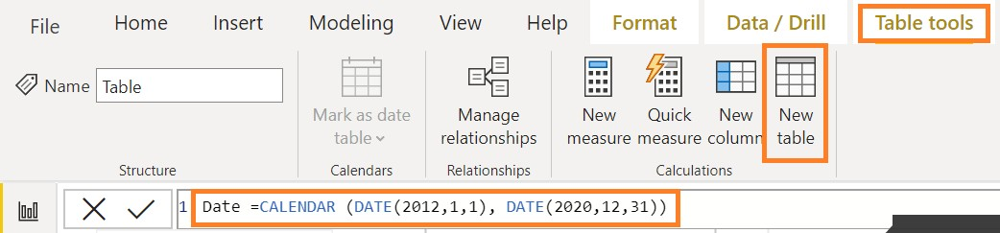 File Home Insert Modeling View Help Format Data / Drill Table tools
Name Table
Mark as date
table
Manage
relationships
New
measure
Quick
measure
New
column
New
table
Structure Calendars Relationships Calculations
1 Date =CALENDAR (DATE(2012,1,1), DATE(2020,12,31))